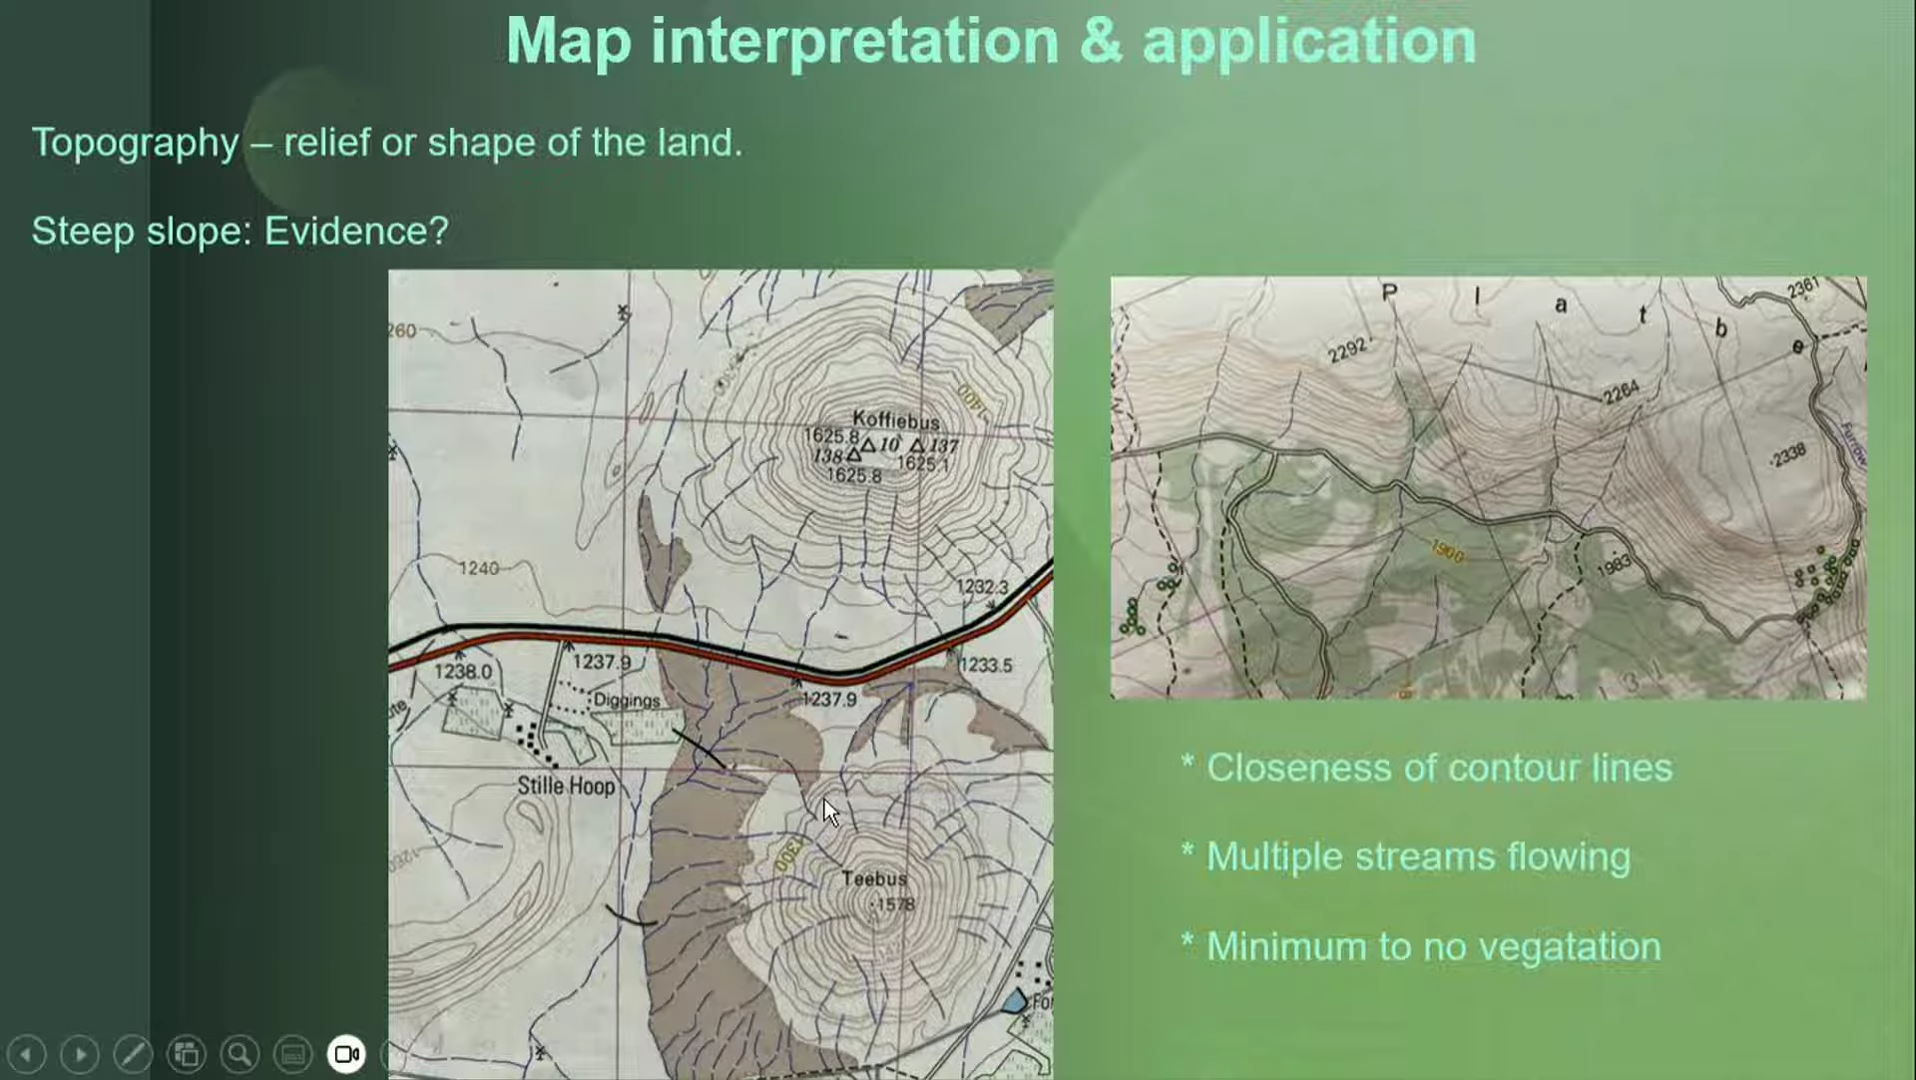 Map interpretation & application
Topography – relief or shape of the land.
Steep slope: Evidence?
260
Koffiebus
1400
1625.8 10 137
138 1625.1
1625.8
1240
1232.3
1238.0
1237.9
1233.5
1237.9
Diggings
Stille Hoop
1300
1260
Teebus
1578
For
P l a t b e
2361
2292
2264
2338
Furrow
1900
1983
* Closeness of contour lines
* Multiple streams flowing
* Minimum to no vegatation